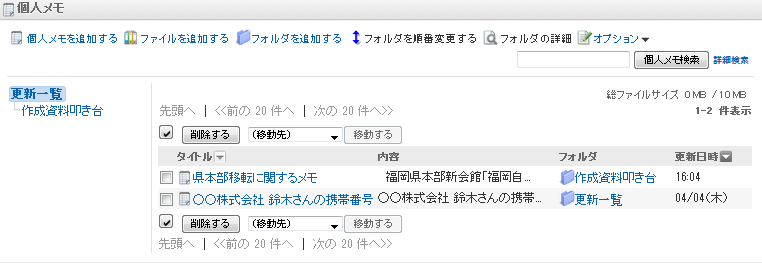 個人メモ
個人メモを追加する ファイルを追加する フォルダを追加する フォルダを順番変更する フォルダの詳細 オプション
個人メモ検索 詳細検索
総ファイルサイズ 0MB /10MB
更新一覧
作成資料叩き台
先頭へ | <<前の 20 件へ | 次の 20 件へ>>
1-2 件表示
削除する (移動先) 移動する
タイトル 内容 フォルダ 更新日時
県本部移転に関するメモ 福岡県本部新会館「福岡自... 作成資料叩き台 16:04
〇〇株式会社 鈴木さんの携帯番号 〇〇株式会社 鈴木さんの携帯... 更新一覧 04/04(木)
削除する (移動先) 移動する
先頭へ | <<前の 20 件へ | 次の 20 件へ>>